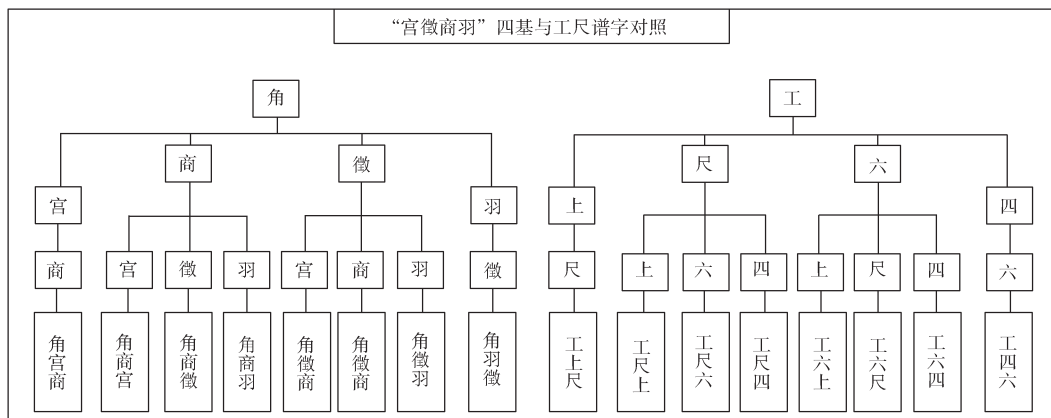 “宫徵商羽”四基与工尺谱字对照
角
工
商
徵
尺
六
宫
羽
上
四
商
宫
徵
羽
宫
商
羽
徵
尺
上
六
四
上
尺
四
六
角宫商
角商宫
角商徵
角商羽
角徵商
角徵商
角徵羽
角羽徵
工上尺
工尺上
工尺六
工尺四
工六上
工六尺
工六四
工四六